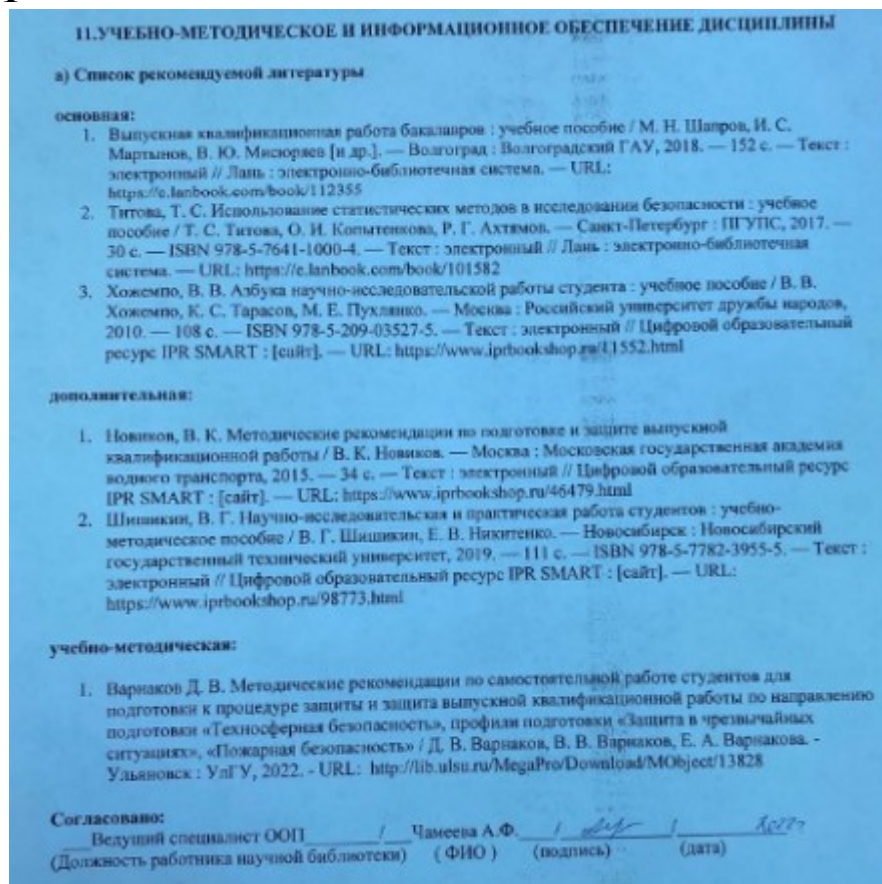 11.УЧЕБНО-МЕТОДИЧЕСКОЕ И ИНФОРМАЦИОННОЕ ОБЕСПЕЧЕНИЕ ДИСЦИПЛИНЫ
а) Список рекомендуемой литературы
основная:
1. Выпускная квалификационная работа бакалавров : учебное пособие / М. Н. Шапров, И. С.
Мартынов, В. Ю. Мисюряев [и др.]. — Волгоград : Волгоградский ГАУ, 2018. — 152 с. — Текст :
электронный // Лань : электронно-библиотечная система. — URL:
https://e.lanbook.com/book/112355
2. Титова, Т. С. Использование статистических методов в исследовании безопасности : учебное
пособие / Т. С. Титова, О. И. Копытенкова, Р. Г. Ахтямов. — Санкт-Петербург : ПГУПС, 2017. —
30 с. — ISBN 978-5-7641-1000-4. — Текст : электронный // Лань : электронно-библиотечная
система. — URL: https://e.lanbook.com/book/101582
3. Хожемпо, В. В. Азбука научно-исследовательской работы студента : учебное пособие / В. В.
Хожемпо, К. С. Тарасов, М. Е. Пухлянко. — Москва : Российский университет дружбы народов,
2010. — 108 с. — ISBN 978-5-209-03527-5. — Текст : электронный // Цифровой образовательный
ресурс IPR SMART : [сайт]. — URL: https://www.iprbookshop.ru/11552.html
дополнительная:
1. Новиков, В. К. Методические рекомендации по подготовке и защите выпускной
квалификационной работы / В. К. Новиков. — Москва : Московская государственная академия
водного транспорта, 2015. — 34 с. — Текст : электронный // Цифровой образовательный ресурс
IPR SMART : [сайт]. — URL: https://www.iprbookshop.ru/46479.html
2. Шишикин, В. Г. Научно-исследовательская и практическая работа студентов : учебно-
методическое пособие / В. Г. Шишикин, Е. В. Никитенко. — Новосибирск : Новосибирский
государственный технический университет, 2019. — 111 с. — ISBN 978-5-7782-3955-5. — Текст :
электронный // Цифровой образовательный ресурс IPR SMART : [сайт]. — URL:
https://www.iprbookshop.ru/98773.html
учебно-методическая:
1. Варнаков Д. В. Методические рекомендации по самостоятельной работе студентов для
подготовки к процедуре защиты и защита выпускной квалификационной работы по направлению
подготовки «Техносферная безопасность», профили подготовки «Защита в чрезвычайных
ситуациях», «Пожарная безопасность» / Д. В. Варнаков, В. В. Варнаков, Е. А. Варнакова. -
Ульяновск : УлГУ, 2022. - URL: http://lib.ulsu.ru/MegaPro/Download/MObject/13828
Согласовано:
Ведущий специалист ООП / Чамеева А.Ф. / /
(Должность работника научной библиотеки) ( ФИО ) (подпись) (дата)